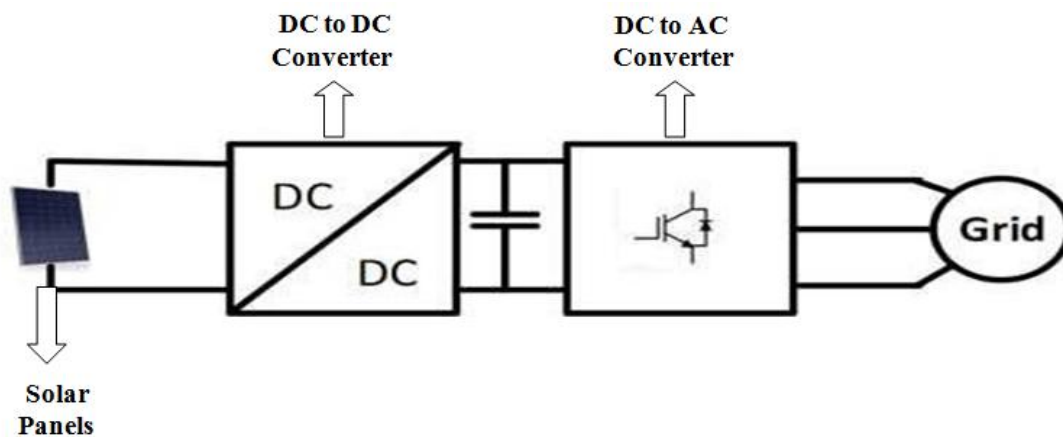 DC to DC
Converter
DC to AC
Converter
DC
DC
Grid
Solar
Panels